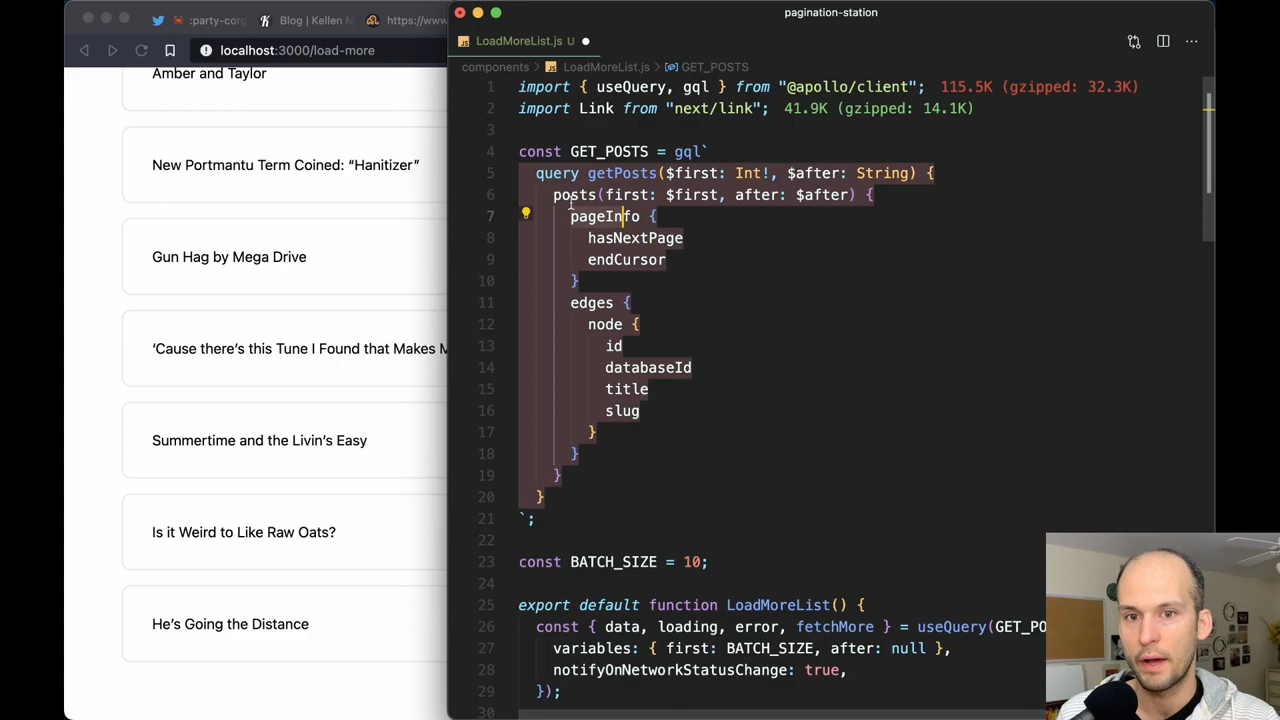 :party-corg
Blog | Kellen M
https://www
localhost:3000/load-more
Amber and Taylor
New Portmantu Term Coined: “Hanitizer”
Gun Hag by Mega Drive
‘Cause there’s this Tune I Found that Makes M
Summertime and the Livin’s Easy
Is it Weird to Like Raw Oats?
He’s Going the Distance
pagination-station
LoadMoreList.js U
components > LoadMoreList.js > GET_POSTS
1 import { useQuery, gql } from "@apollo/client"; 115.5K (gzipped: 32.3K)
2 import Link from "next/link"; 41.9K (gzipped: 14.1K)
3
4 const GET_POSTS = gql`
5 query getPosts($first: Int!, $after: String) {
6 posts(first: $first, after: $after) {
7 pageInfo {
8 hasNextPage
9 endCursor
10 }
11 edges {
12 node {
13 id
14 databaseId
15 title
16 slug
17 }
18 }
19 }
20 }
21 `;
22
23 const BATCH_SIZE = 10;
24
25 export default function LoadMoreList() {
26 const { data, loading, error, fetchMore } = useQuery(GET_PO
27 variables: { first: BATCH_SIZE, after: null },
28 notifyOnNetworkStatusChange: true,
29 });
30